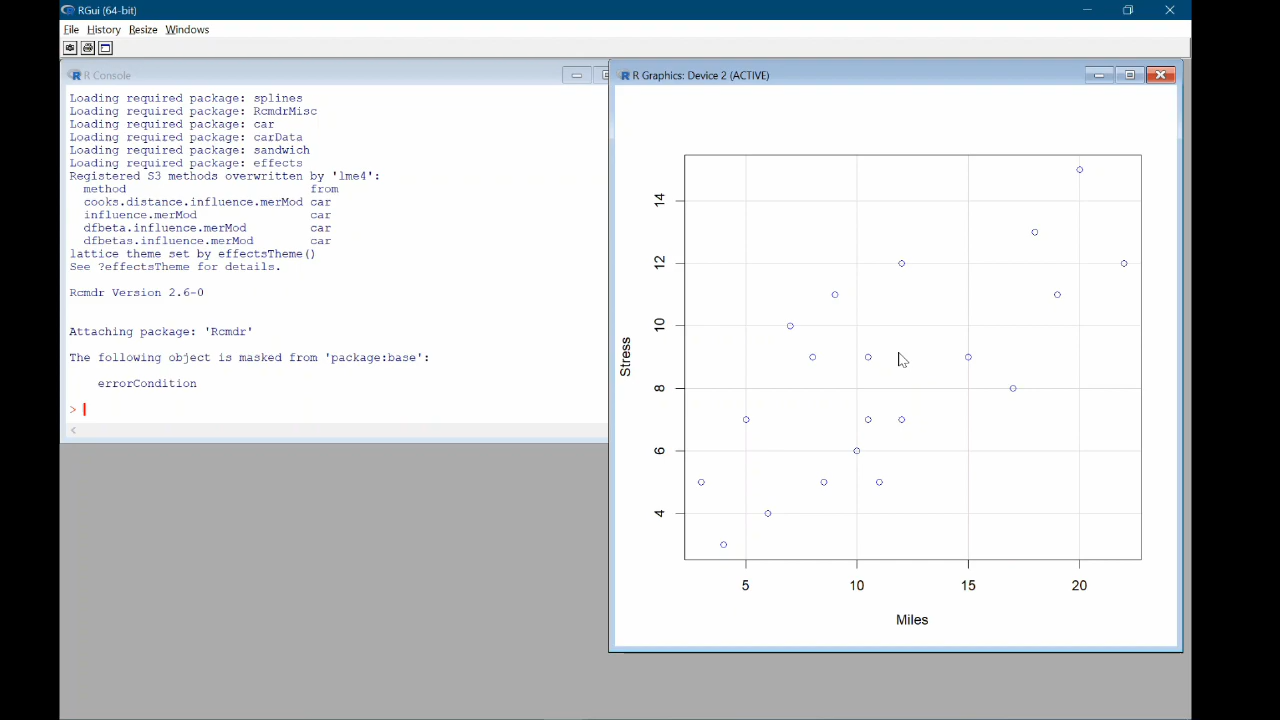 RGui (64-bit)
File History Resize Windows
R Console
Loading required package: splines
Loading required package: RcmdrMisc
Loading required package: car
Loading required package: carData
Loading required package: sandwich
Loading required package: effects
Registered S3 methods overwritten by 'lme4':
method from
cooks.distance.influence.merMod car
influence.merMod car
dfbeta.influence.merMod car
dfbetas.influence.merMod car
lattice theme set by effectsTheme()
See ?effectsTheme for details.
Rcmdr Version 2.6-0
Attaching package: 'Rcmdr'
The following object is masked from 'package:base':
errorCondition
>
R Graphics: Device 2 (ACTIVE)
14
12
10
8
6
4
Stress
5 10 15 20
Miles